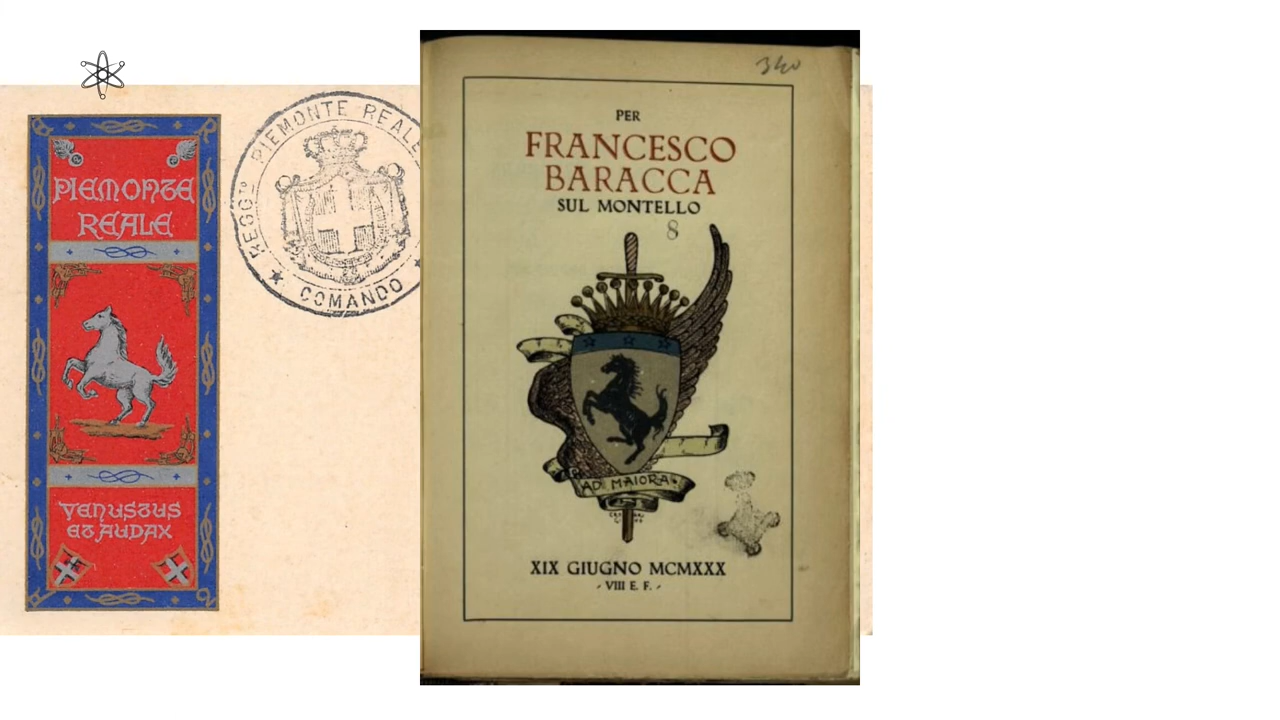 PIEMONTE
REALE
VENUSTUS
ET AUDAX
REGG.TO PIEMONTE REALE
COMANDO
340
PER
FRANCESCO
BARACCA
SUL MONTELLO
8
AD MAIORA
XIX GIUGNO MCMXXX
- VIII E. F. -